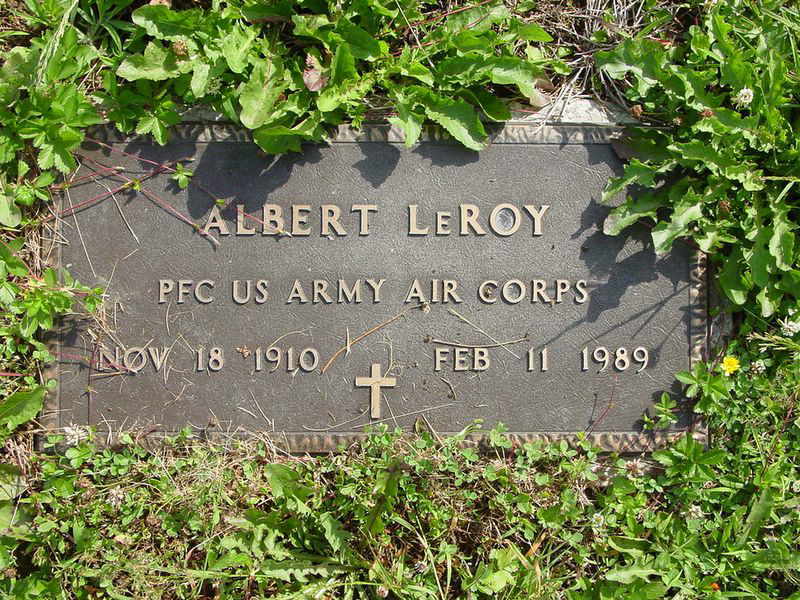 ALBERT LeROY
PFC US ARMY AIR CORPS
NOV 18 1910 FEB 11 1989